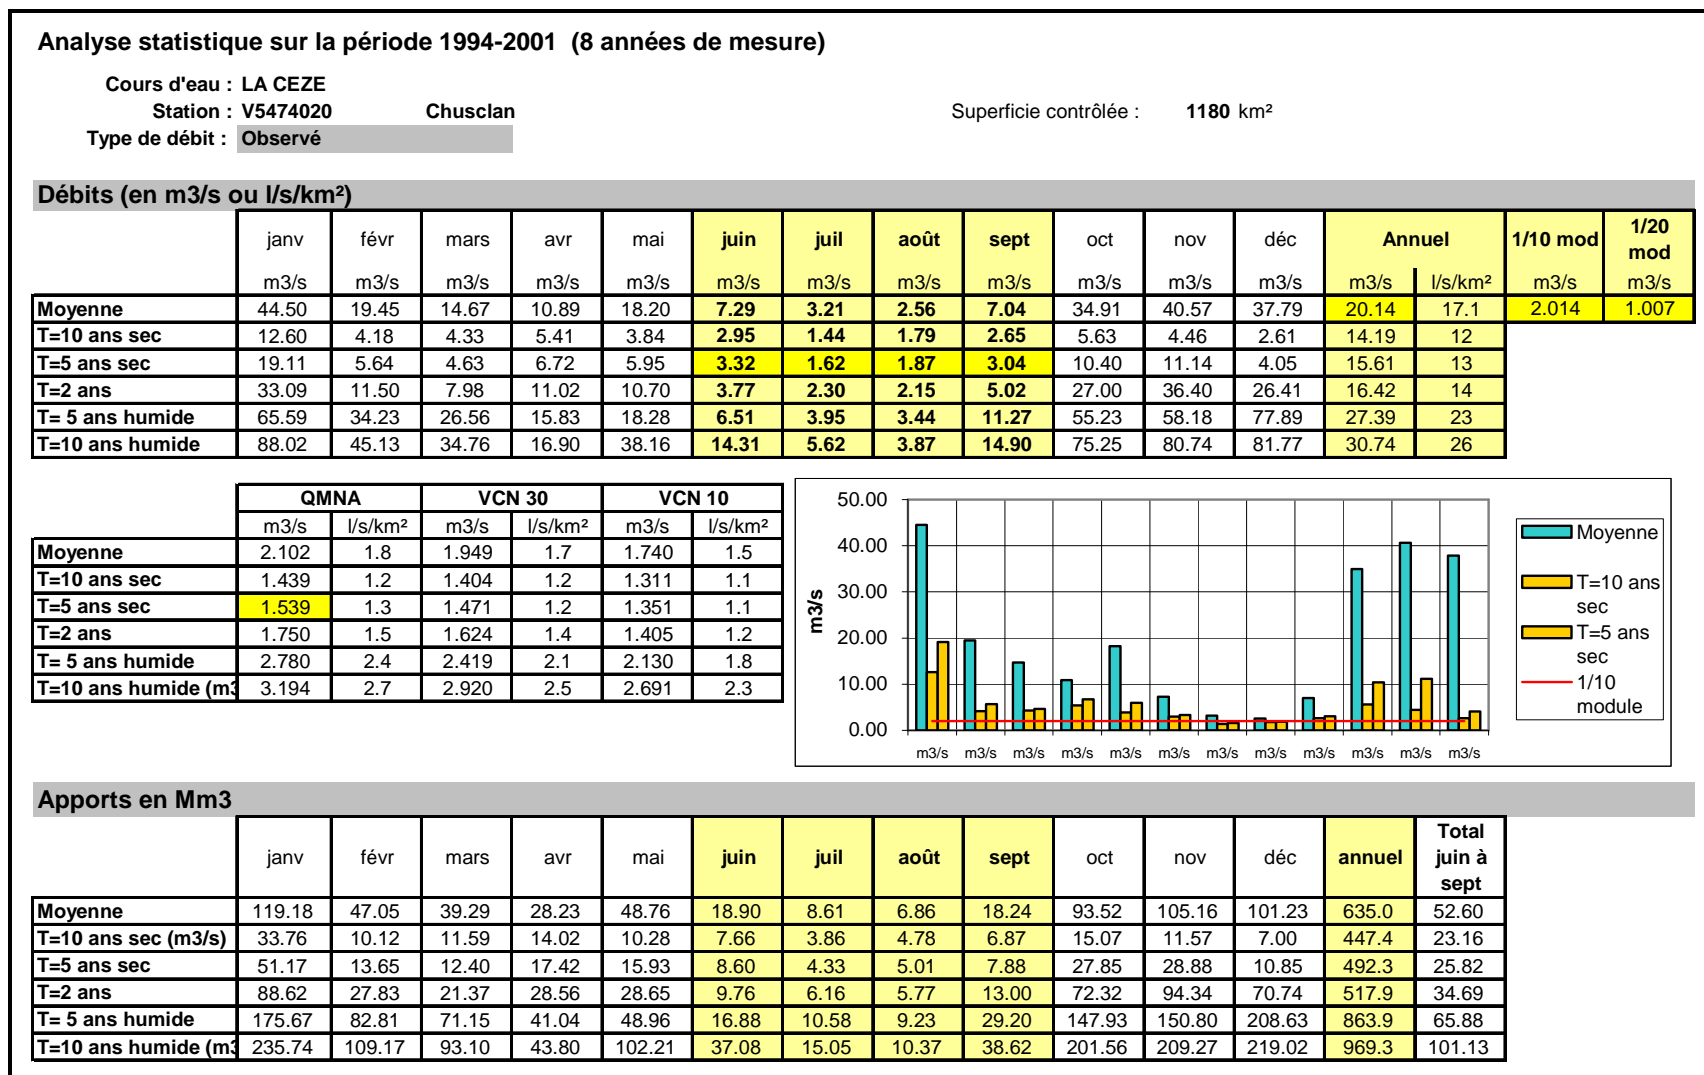 Analyse statistique sur la période 1994-2001 (8 années de mesure)
Cours d'eau : LA CEZE
Station : V5474020 Chusclan Superficie contrôlée : 1180 km²
Type de débit : Observé
Débits (en m3/s ou l/s/km²)
janv févr mars avr mai juin juil août sept oct nov déc Annuel 1/10 mod 1/20 mod
m3/s m3/s m3/s m3/s m3/s m3/s m3/s m3/s m3/s m3/s m3/s m3/s m3/s l/s/km² m3/s m3/s
Moyenne 44.50 19.45 14.67 10.89 18.20 7.29 3.21 2.56 7.04 34.91 40.57 37.79 20.14 17.1 2.014 1.007
T=10 ans sec 12.60 4.18 4.33 5.41 3.84 2.95 1.44 1.79 2.65 5.63 4.46 2.61 14.19 12
T=5 ans sec 19.11 5.64 4.63 6.72 5.95 3.32 1.62 1.87 3.04 10.40 11.14 4.05 15.61 13
T=2 ans 33.09 11.50 7.98 11.02 10.70 3.77 2.30 2.15 5.02 27.00 36.40 26.41 16.42 14
T= 5 ans humide 65.59 34.23 26.56 15.83 18.28 6.51 3.95 3.44 11.27 55.23 58.18 77.89 27.39 23
T=10 ans humide 88.02 45.13 34.76 16.90 38.16 14.31 5.62 3.87 14.90 75.25 80.74 81.77 30.74 26
QMNA VCN 30 VCN 10
m3/s l/s/km² m3/s l/s/km² m3/s l/s/km²
Moyenne 2.102 1.8 1.949 1.7 1.740 1.5
T=10 ans sec 1.439 1.2 1.404 1.2 1.311 1.1
T=5 ans sec 1.539 1.3 1.471 1.2 1.351 1.1
T=2 ans 1.750 1.5 1.624 1.4 1.405 1.2
T= 5 ans humide 2.780 2.4 2.419 2.1 2.130 1.8
T=10 ans humide (m3 3.194 2.7 2.920 2.5 2.691 2.3
50.00
40.00
30.00
20.00
10.00
0.00
m3/s
m3/s m3/s m3/s m3/s m3/s m3/s m3/s m3/s m3/s m3/s m3/s m3/s
Moyenne
T=10 ans
sec
T=5 ans
sec
1/10
module
Apports en Mm3
janv févr mars avr mai juin juil août sept oct nov déc annuel Total juin à sept
Moyenne 119.18 47.05 39.29 28.23 48.76 18.90 8.61 6.86 18.24 93.52 105.16 101.23 635.0 52.60
T=10 ans sec (m3/s) 33.76 10.12 11.59 14.02 10.28 7.66 3.86 4.78 6.87 15.07 11.57 7.00 447.4 23.16
T=5 ans sec 51.17 13.65 12.40 17.42 15.93 8.60 4.33 5.01 7.88 27.85 28.88 10.85 492.3 25.82
T=2 ans 88.62 27.83 21.37 28.56 28.65 9.76 6.16 5.77 13.00 72.32 94.34 70.74 517.9 34.69
T= 5 ans humide 175.67 82.81 71.15 41.04 48.96 16.88 10.58 9.23 29.20 147.93 150.80 208.63 863.9 65.88
T=10 ans humide (m3 235.74 109.17 93.10 43.80 102.21 37.08 15.05 10.37 38.62 201.56 209.27 219.02 969.3 101.13